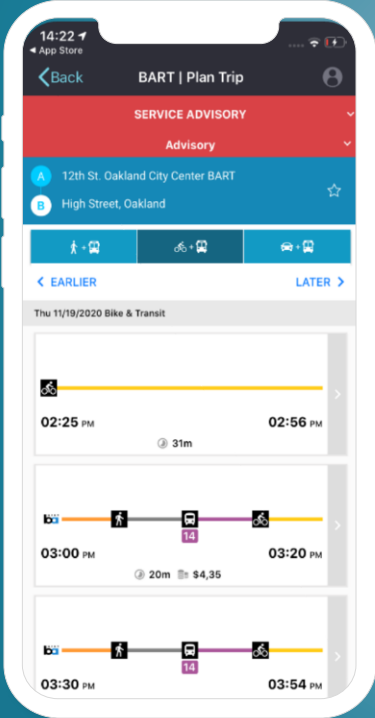 14:22
App Store
Back
BART | Plan Trip
SERVICE ADVISORY
Advisory
A 12th St. Oakland City Center BART
B High Street, Oakland
+ + +
EARLIER LATER
Thu 11/19/2020 Bike & Transit
02:25 PM 02:56 PM
31m
ba
14
03:00 PM 03:20 PM
20m $4,35
ba
14
03:30 PM 03:54 PM